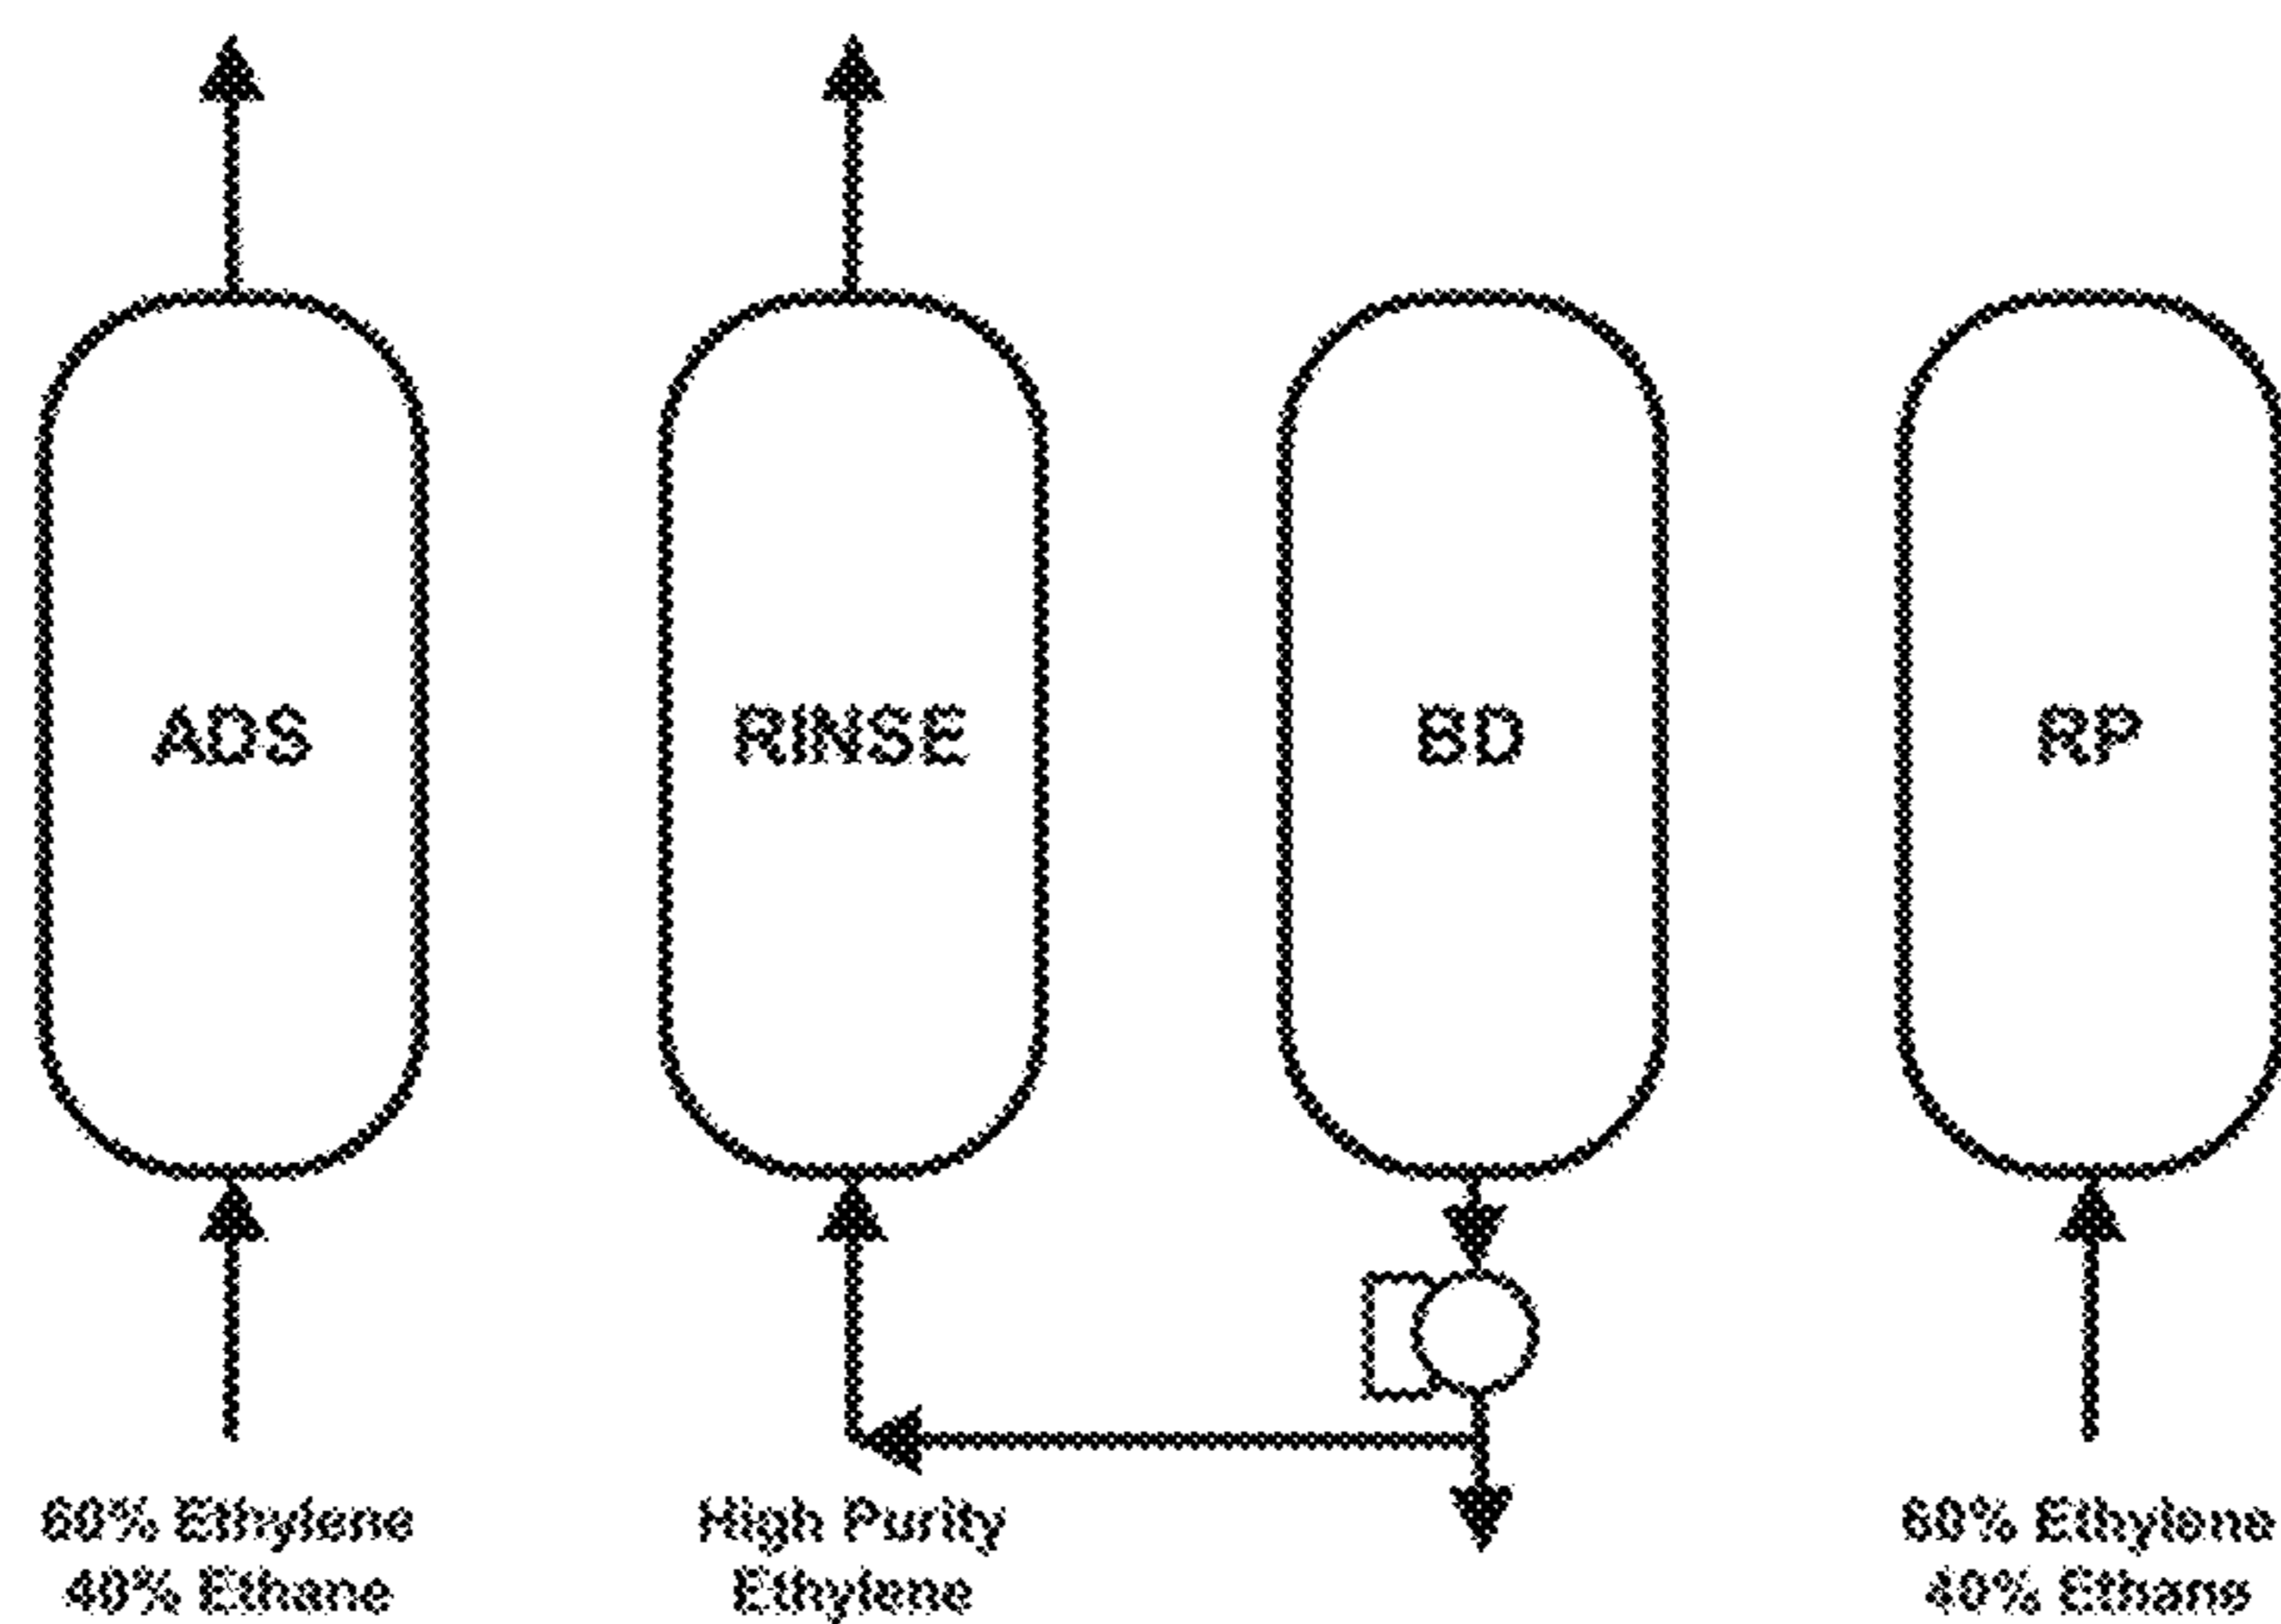 ADS
RINSE
BD
RP
60% Ethylene
40% Ethane
High Purity
Ethylene
60% Ethylene
40% Ethane